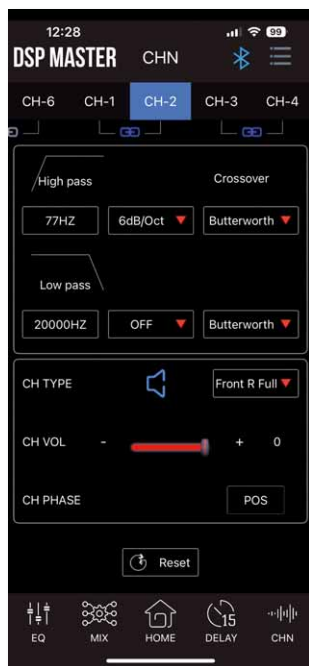 12:28 99
DSP MASTER CHN
CH-6 CH-1 CH-2 CH-3 CH-4
High pass Crossover
77HZ 6dB/Oct Butterworth
Low pass
20000HZ OFF Butterworth
CH TYPE Front R Full
CH VOL - + 0
CH PHASE POS
Reset
15
EQ MIX HOME DELAY CHN